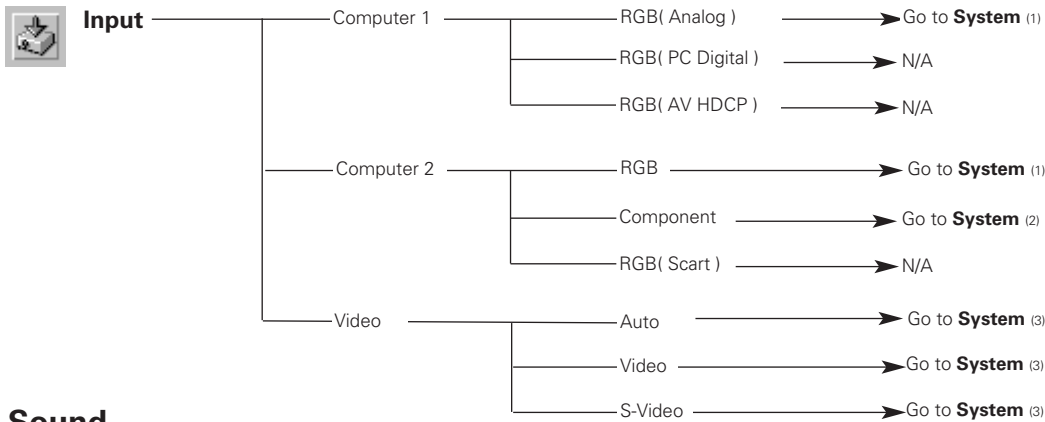 Input Computer 1 RGB( Analog ) Go to System (1)
RGB( PC Digital ) N/A
RGB( AV HDCP ) N/A
Computer 2 RGB Go to System (1)
Component Go to System (2)
RGB( Scart ) N/A
Video Auto Go to System (3)
Video Go to System (3)
S-Video Go to System (3)
Sound